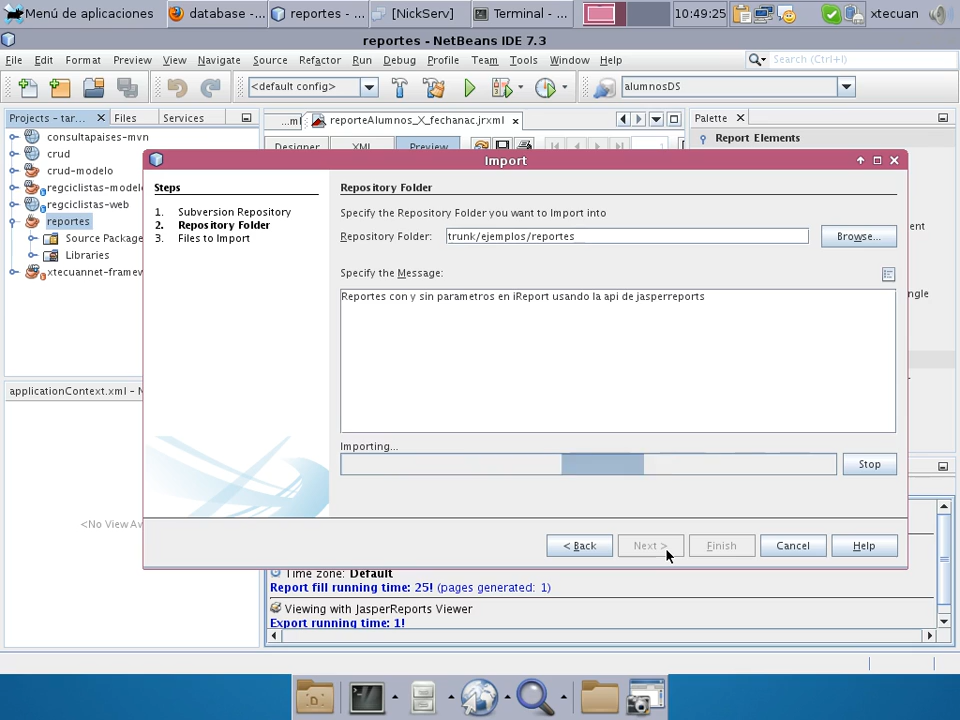 Menú de aplicaciones
database -...
reportes - ...
[NickServ]
Terminal - ...
10:49:25
xtecuan
reportes - NetBeans IDE 7.3
File Edit Format Preview View Navigate Source Refactor Run Debug Profile Team Tools Window Help
Search (Ctrl+I)
<default config>
alumnosDS
Projects - tar...
Files
Services
...ml
reporteAlumnos_X_fechanac.jrxml
Palette
Designer
XML
Preview
Report Elements
consultapaises-mvn
crud
crud-modelo
regciclistas-modelo
regciclistas-web
reportes
Source Package
Libraries
xtecuannet-framew
applicationContext.xml - N
<No View Av
Import
Steps
1. Subversion Repository
2. Repository Folder
3. Files to Import
Repository Folder
Specify the Repository Folder you want to Import into
Repository Folder:
trunk/ejemplos/reportes
Browse...
Specify the Message:
Reportes con y sin parametros en iReport usando la api de jasperreports
Importing...
Stop
< Back
Next >
Finish
Cancel
Help
ent
ngle
Time zone: Default
Report fill running time: 25! (pages generated: 1)
Viewing with JasperReports Viewer
Export running time: 1!